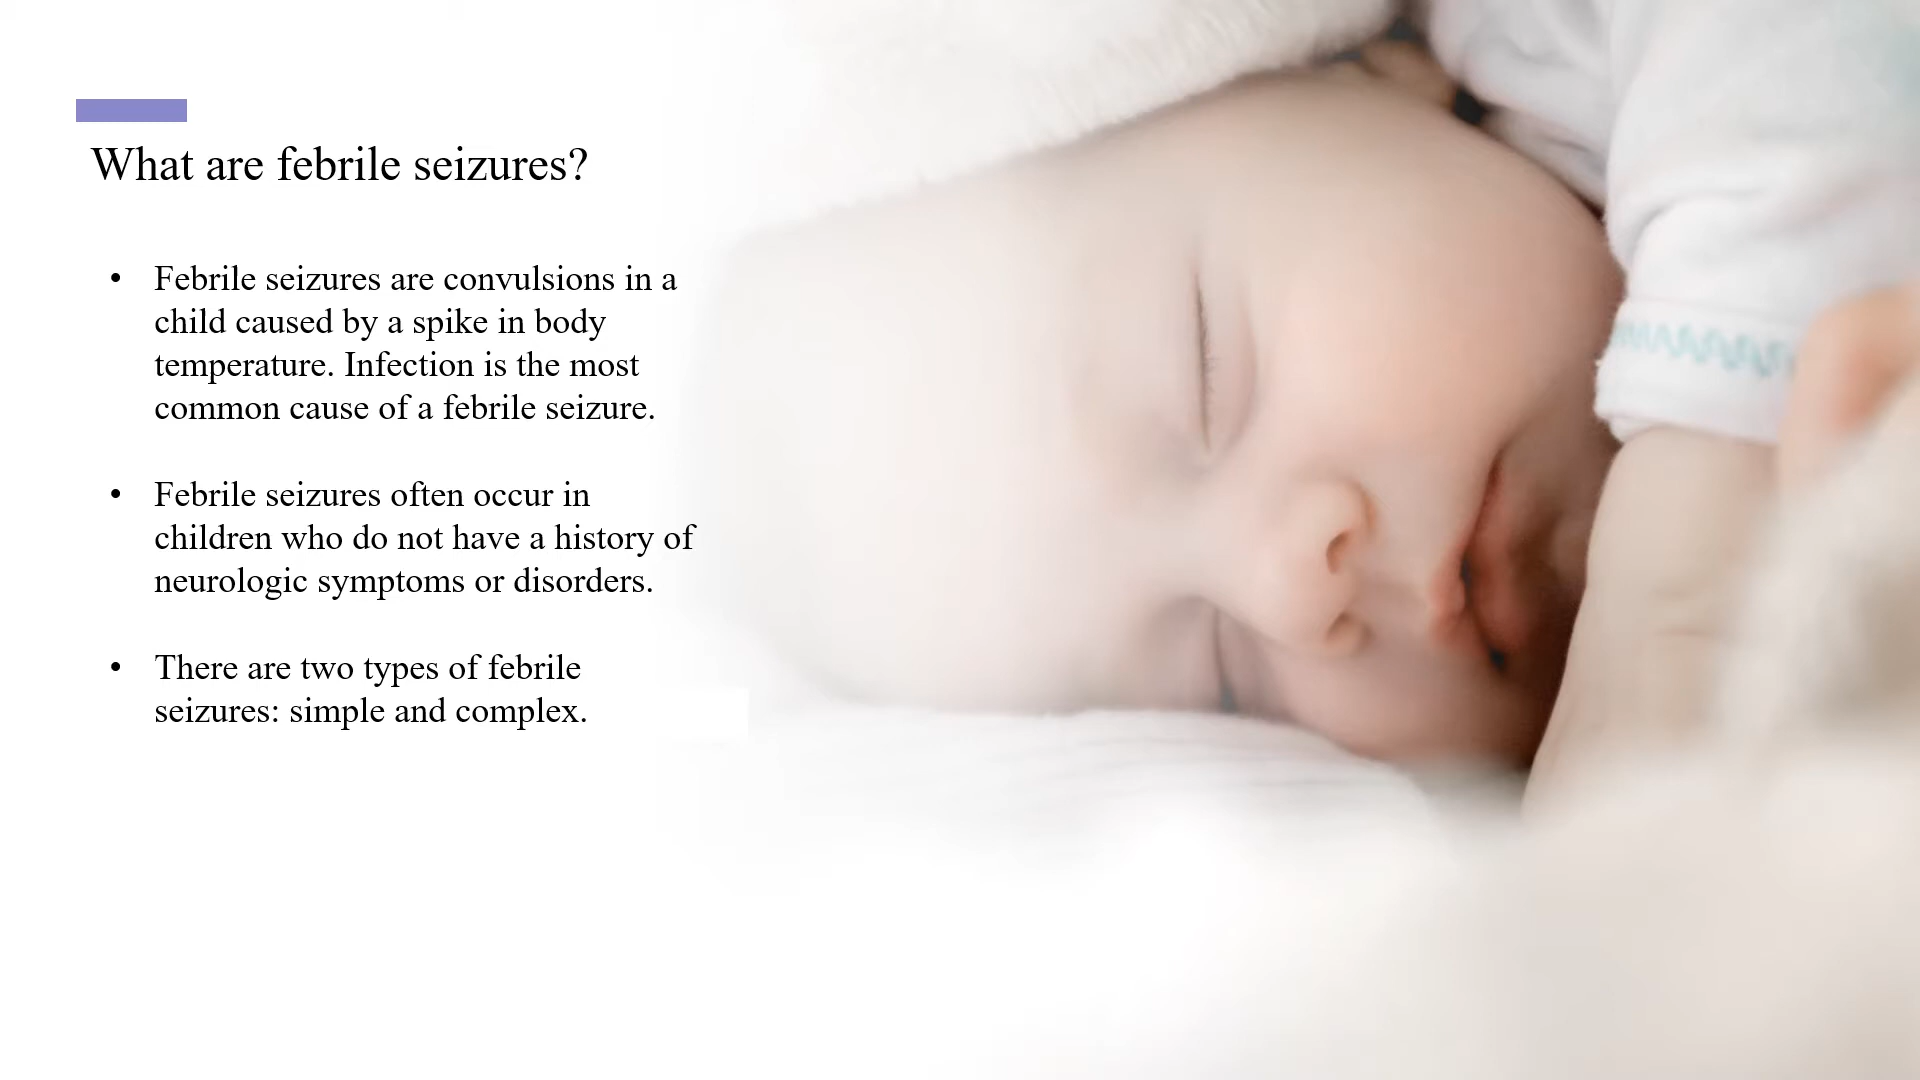 What are febrile seizures?
• Febrile seizures are convulsions in a
child caused by a spike in body
temperature. Infection is the most
common cause of a febrile seizure.
• Febrile seizures often occur in
children who do not have a history of
neurologic symptoms or disorders.
• There are two types of febrile
seizures: simple and complex.